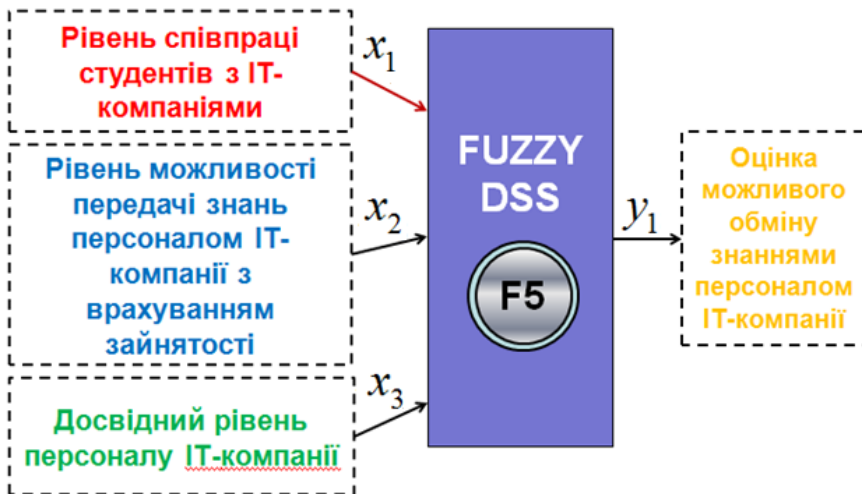 Рівень співпраці
студентів з ІТ-
компаніями
x₁
Рівень можливості
передачі знань
персоналом ІТ-
компанії з
врахуванням
зайнятості
x₂
Досвідний рівень
персоналу ІТ-компанії
x₃
FUZZY
DSS
F5
y₁
Оцінка
можливого
обміну
знаннями
персоналом
ІТ-компанії